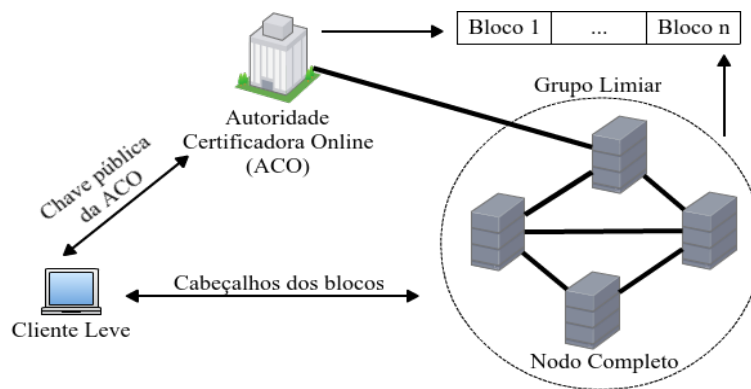 Bloco 1
...
Bloco n
Grupo Limiar
Autoridade
Certificadora Online
(ACO)
Chave pública
da ACO
Cabeçalhos dos blocos
Cliente Leve
Nodo Completo